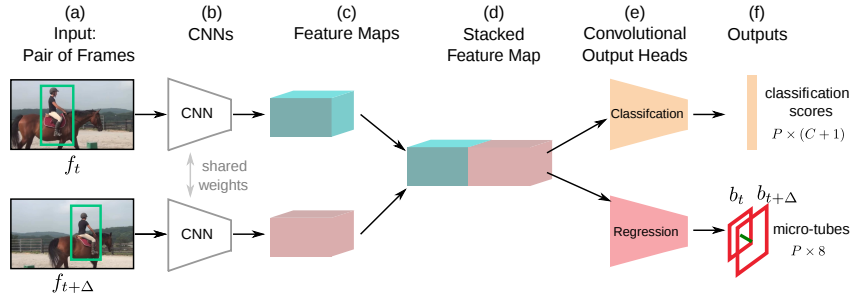 (a)
Input:
Pair of Frames
(b)
CNNs
(c)
Feature Maps
(d)
Stacked
Feature Map
(e)
Convolutional
Output Heads
(f)
Outputs
CNN
Classifcation
classification
scores
P × (C + 1)
f_t
shared
weights
CNN
Regression
b_t
b_{t+Δ}
micro-tubes
P × 8
f_{t+Δ}